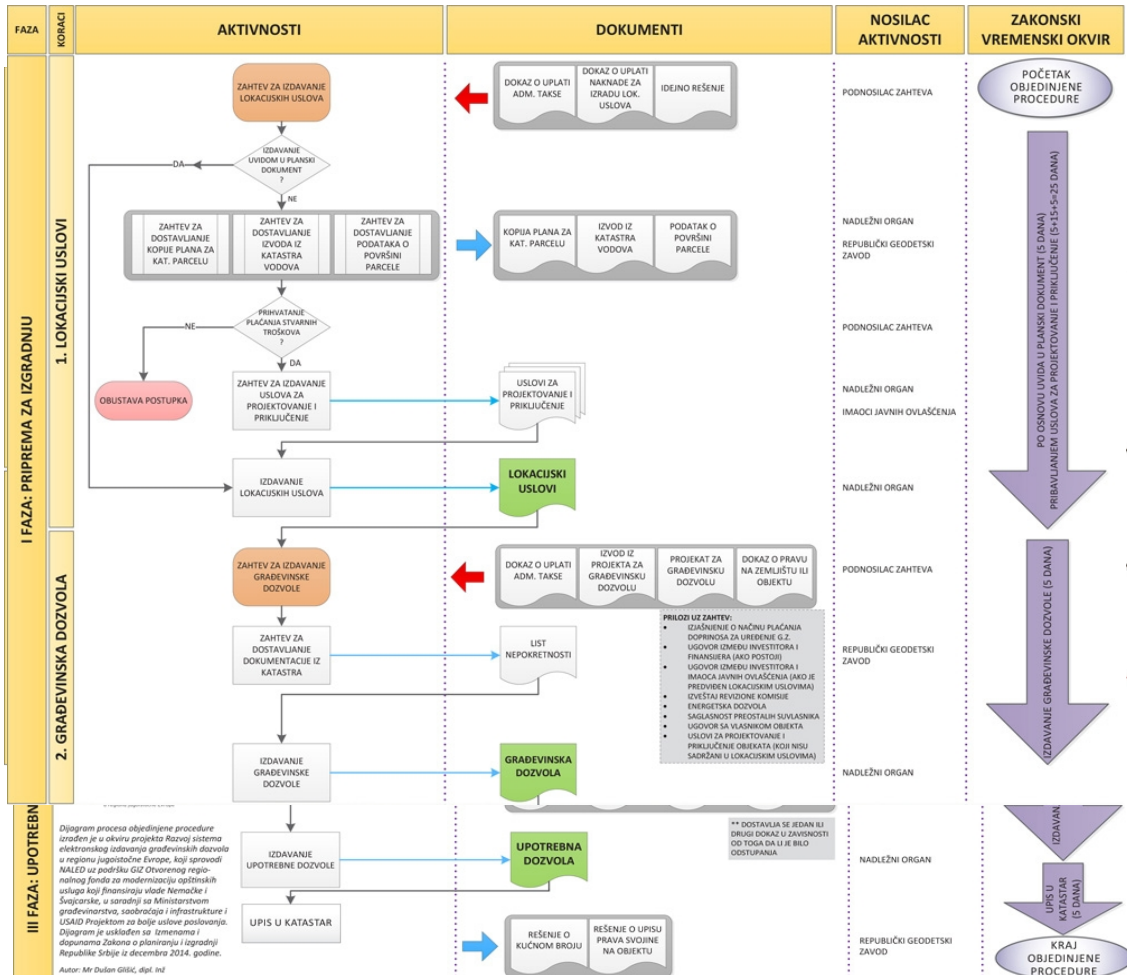 FAZA
KORACI
AKTIVNOSTI
DOKUMENTI
NOSILAC
AKTIVNOSTI
ZAKONSKI
VREMENSKI OKVIR
I FAZA: PRIPREMA ZA IZGRADNJU
1. LOKACIJSKI USLOVI
ZAHTEV ZA IZDAVANJE
LOKACIJSKIH USLOVA
DOKAZ O UPLATI
ADM. TAKSE
DOKAZ O UPLATI
NAKNADE ZA
IZRADU LOK.
USLOVA
IDEJNO REŠENJE
PODNOSILAC ZAHTEVA
POČETAK
OBJEDINJENE
PROCEDURE
IZDAVANJE
UVIDOM U PLANSKI
DOKUMENT
?
DA
NE
ZAHTEV ZA
DOSTAVLJANJE
KOPIJE PLANA ZA
KAT. PARCELU
ZAHTEV ZA
DOSTAVLJANJE
IZVODA IZ
KATASTRA
VODOVA
ZAHTEV ZA
DOSTAVLJANJE
PODATAKA O
POVRŠINI
PARCELE
KOPIJA PLANA ZA
KAT. PARCELU
IZVOD IZ
KATASTRA
VODOVA
PODATAK O
POVRŠINI
PARCELE
NADLEŽNI ORGAN
REPUBLIČKI GEODETSKI
ZAVOD
PRIHVATANJE
PLAĆANJA STVARNIH
TROŠKOVA
?
NE
DA
PODNOSILAC ZAHTEVA
OBUSTAVA POSTUPKA
ZAHTEV ZA IZDAVANJE
USLOVA ZA
PROJEKTOVANJE I
PRIKLJUČENJE
USLOVI ZA
PROJEKTOVANJE I
PRIKLJUČENJE
NADLEŽNI ORGAN
IMAOCI JAVNIH OVLAŠĆENJA
IZDAVANJE
LOKACIJSKIH USLOVA
LOKACIJSKI
USLOVI
NADLEŽNI ORGAN
PO OSNOVU UVIDA U PLANSKI DOKUMENT (5 DANA)
PRIBAVLJANJEM USLOVA ZA PROJEKTOVANJE I PRIKLJUČENJE (5+15+5=25 DANA)
2. GRAĐEVINSKA DOZVOLA
ZAHTEV ZA IZDAVANJE
GRAĐEVINSKE
DOZVOLE
DOKAZ O UPLATI
ADM. TAKSE
IZVOD IZ
PROJEKTA ZA
GRAĐEVINSKU
DOZVOLU
PROJEKAT ZA
GRAĐEVINSKU
DOZVOLU
DOKAZ O PRAVU
NA ZEMLJIŠTU ILI
OBJEKTU
PODNOSILAC ZAHTEVA
ZAHTEV ZA
DOSTAVLJANJE
DOKUMENTACIJE IZ
KATASTRA
LIST
NEPOKRETNOSTI
PRILOZI UZ ZAHTEV:
• IZJAŠNJENJE O NAČINU PLAĆANJA
DOPRINOSA ZA UREĐENJE G.Z.
• UGOVOR IZMEĐU INVESTITORA I
FINANSIJERA (AKO POSTOJI)
• UGOVOR IZMEĐU INVESTITORA I
IMAOCA JAVNIH OVLAŠĆENJA (AKO JE
PREDVIĐEN LOKACIJSKIM USLOVIMA)
• IZVEŠTAJ REVIZIONE KOMISIJE
• ENERGETSKA DOZVOLA
• SAGLASNOST PREOSTALIH SUVLASNIKA
• UGOVOR SA VLASNIKOM OBJEKTA
• USLOVI ZA PROJEKTOVANJE I
PRIKLJUČENJE OBJEKATA (KOJI NISU
SADRŽANI U LOKACIJSKIM USLOVIMA)
REPUBLIČKI GEODETSKI
ZAVOD
IZDAVANJE
GRAĐEVINSKE
DOZVOLE
GRAĐEVINSKA
DOZVOLA
NADLEŽNI ORGAN
IZDAVANJE GRAĐEVINSKE DOZVOLE (5 DANA)
III FAZA: UPOTREBN
Dijagram procesa objedinjene procedure
izrađen je u okviru projekta Razvoj sistema
elektronskog izdavanja građevinskih dozvola
u regionu jugoistočne Evrope, koji sprovodi
NALED uz podršku GIZ Otvorenog regio-
nalnog fonda za modernizaciju opštinskih
usluga koji finansiraju vlade Nemačke i
Švajcarske, u saradnji sa Ministarstvom
građevinarstva, saobraćaja i infrastrukture i
USAID Projektom za bolje uslove poslovanja.
Dijagram je usklađen sa Izmenama i
dopunama Zakona o planiranju i izgradnji
Republike Srbije iz decembra 2014. godine.
Autor: Mr Dušan Glišić, dipl. Inž
IZDAVANJE
UPOTREBNE DOZVOLE
UPOTREBNA
DOZVOLA
** DOSTAVLJA SE JEDAN ILI
DRUGI DOKAZ U ZAVISNOSTI
OD TOGA DA LI JE BILO
ODSTUPANJA
NADLEŽNI ORGAN
IZDAVAN
UPIS U KATASTAR
REŠENJE O
KUĆNOM BROJU
REŠENJE O UPISU
PRAVA SVOJINE
NA OBJEKTU
REPUBLIČKI GEODETSKI
ZAVOD
UPIS U
KATASTAR
(5 DANA)
KRAJ
OBJEDINJENE
PROCEDURE